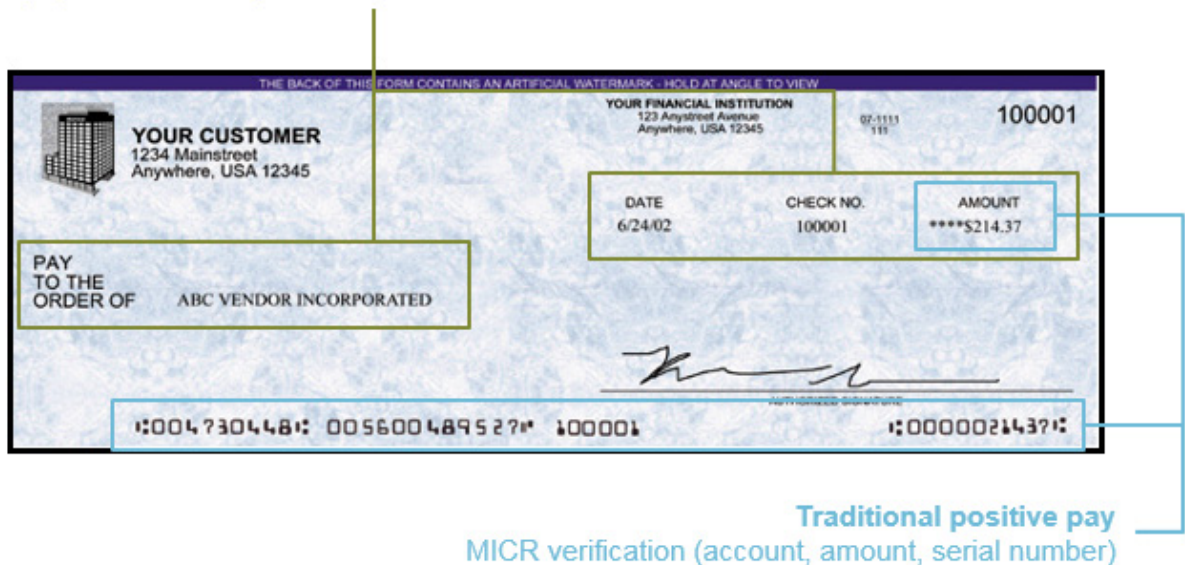 THE BACK OF THIS FORM CONTAINS AN ARTIFICIAL WATERMARK - HOLD AT ANGLE TO VIEW
YOUR CUSTOMER
1234 Mainstreet
Anywhere, USA 12345
YOUR FINANCIAL INSTITUTION
123 Anystreet Avenue
Anywhere, USA 12345
07-1111
111
100001
DATE CHECK NO. AMOUNT
6/24/02 100001 ****$214.37
PAY
TO THE
ORDER OF ABC VENDOR INCORPORATED
AUTHORIZED SIGNATURE
⑆004730448⑆ 005600489527⑈ 100001 ⑆0000021437⑆
Traditional positive pay
MICR verification (account, amount, serial number)